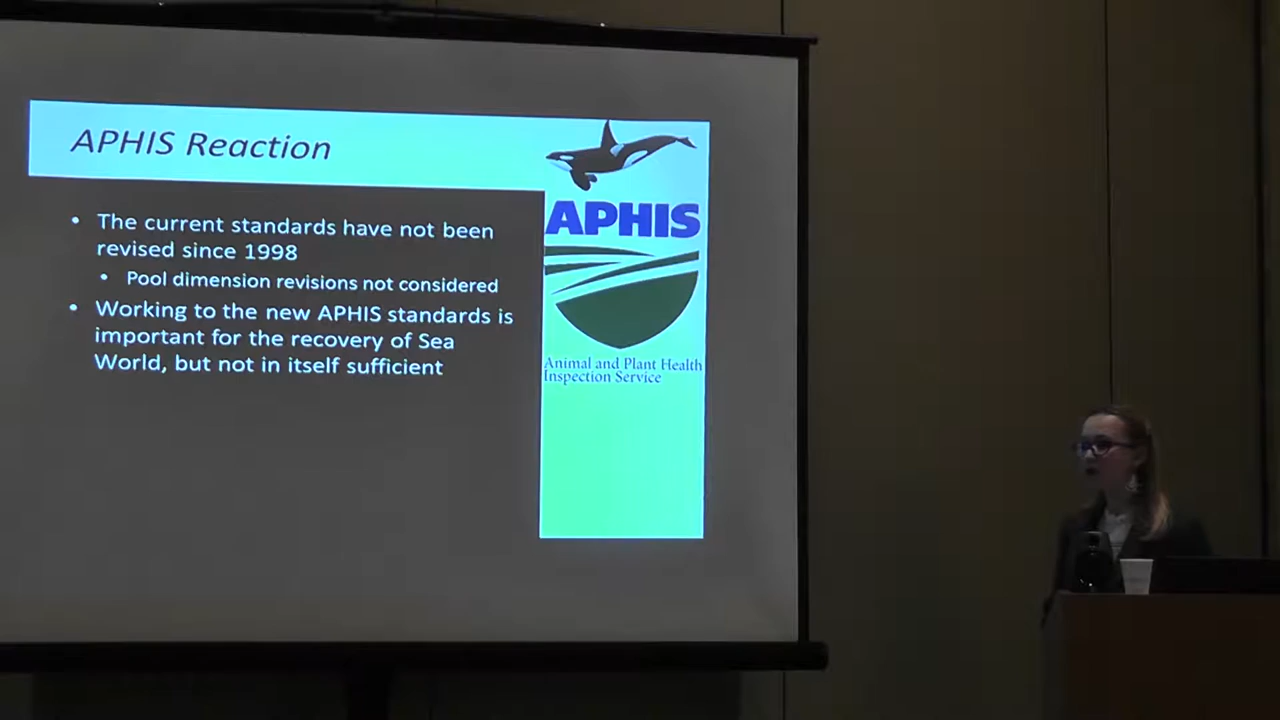 APHIS Reaction
• The current standards have not been
revised since 1998
• Pool dimension revisions not considered
• Working to the new APHIS standards is
important for the recovery of Sea
World, but not in itself sufficient
APHIS
Animal and Plant Health
Inspection Service